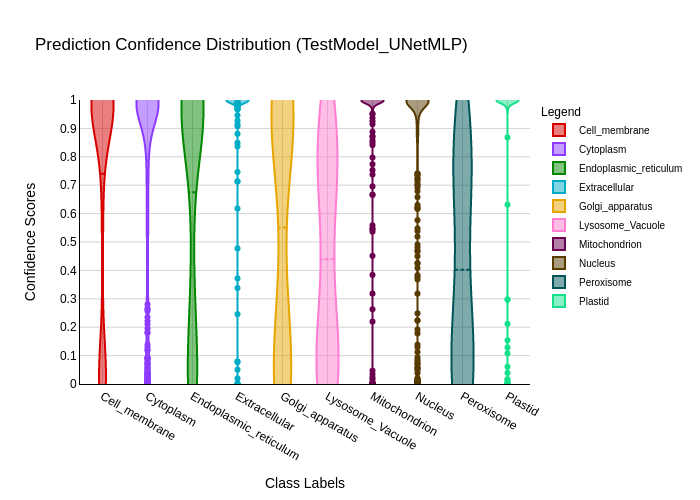 Prediction Confidence Distribution (TestModel_UNetMLP)
Legend
Cell_membrane
Cytoplasm
Endoplasmic_reticulum
Extracellular
Golgi_apparatus
Lysosome_Vacuole
Mitochondrion
Nucleus
Peroxisome
Plastid
Confidence Scores
1
0.9
0.8
0.7
0.6
0.5
0.4
0.3
0.2
0.1
0
Cell_membrane
Cytoplasm
Endoplasmic_reticulum
Extracellular
Golgi_apparatus
Lysosome_Vacuole
Mitochondrion
Nucleus
Peroxisome
Plastid
Class Labels